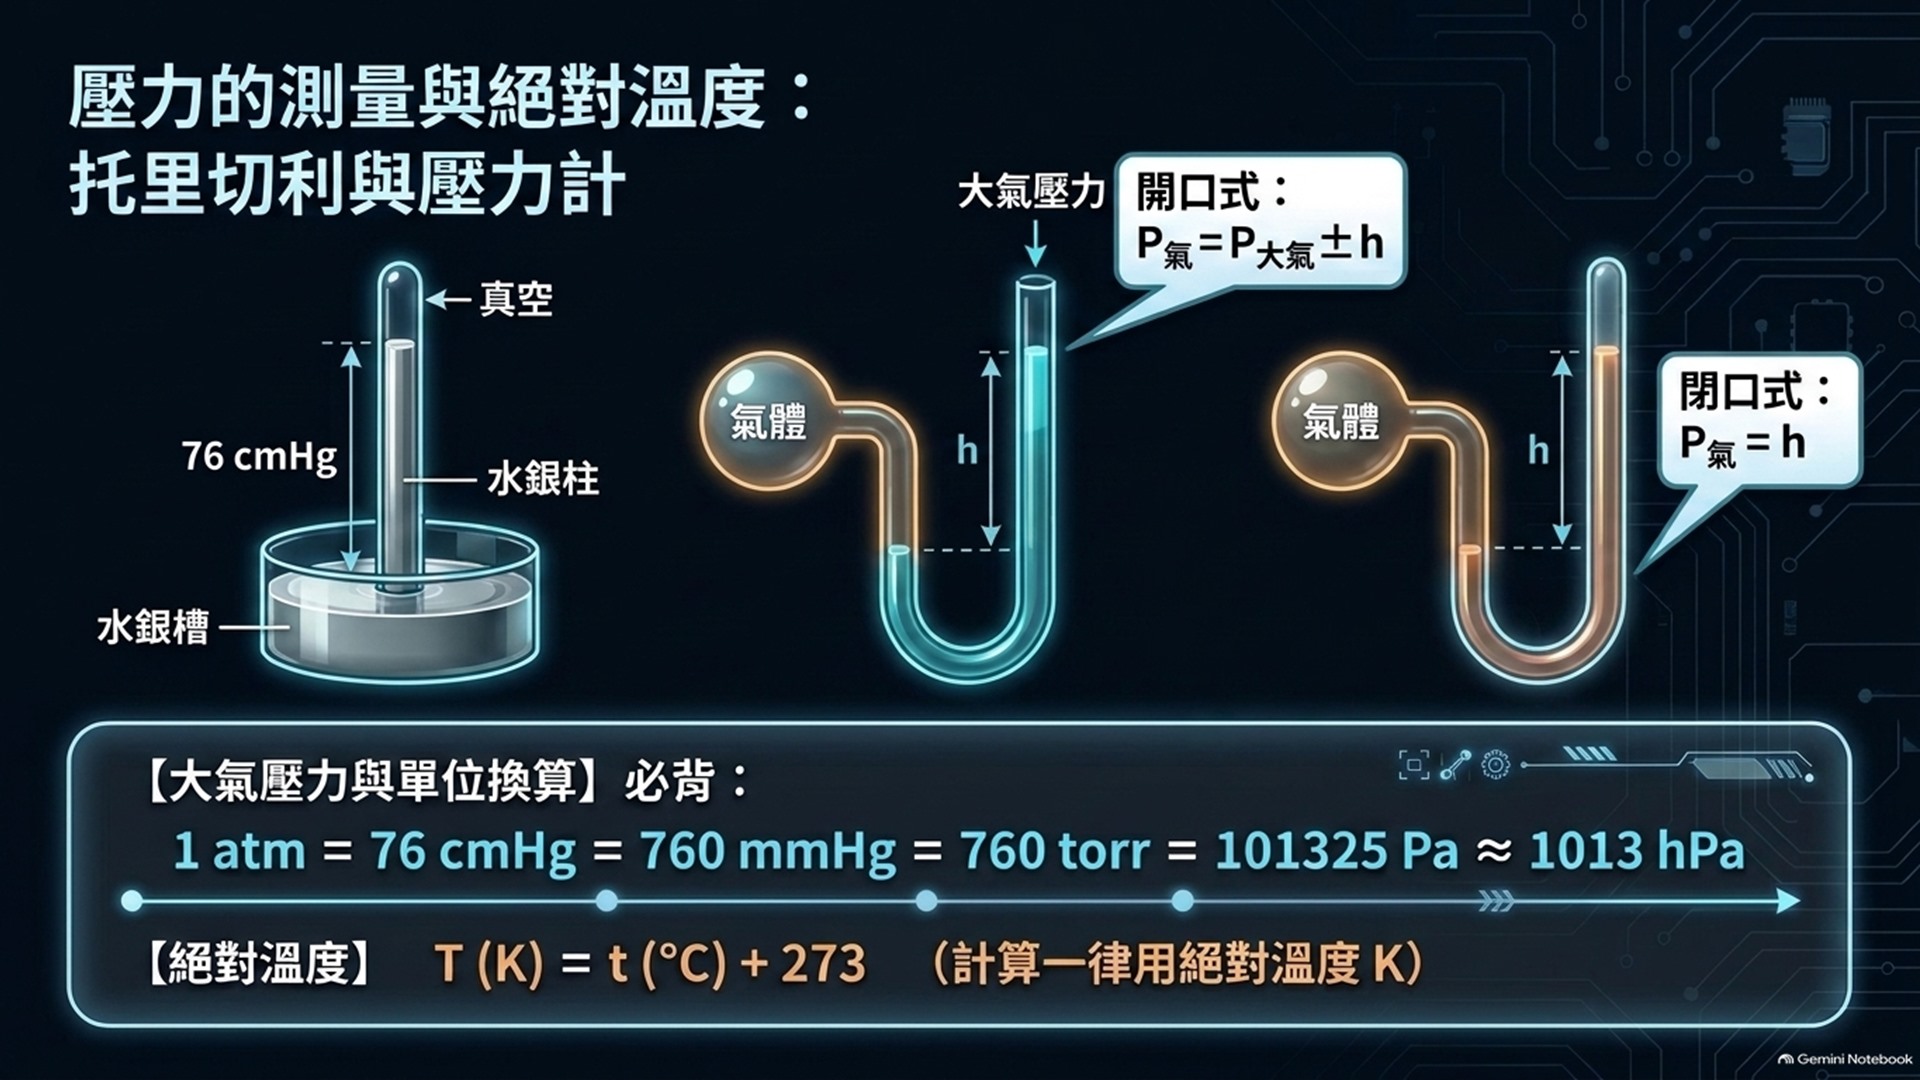 壓力的測量與絕對溫度：
托里切利與壓力計
真空
76 cmHg
水銀柱
水銀槽
大氣壓力
開口式：
P氣=P大氣±h
氣體
h
氣體
h
閉口式：
P氣 = h
【大氣壓力與單位換算】必背：
1 atm = 76 cmHg = 760 mmHg = 760 torr = 101325 Pa ≈ 1013 hPa
【絕對溫度】 T (K) = t (°C) + 273 （計算一律用絕對溫度 K）
Gemini Notebook